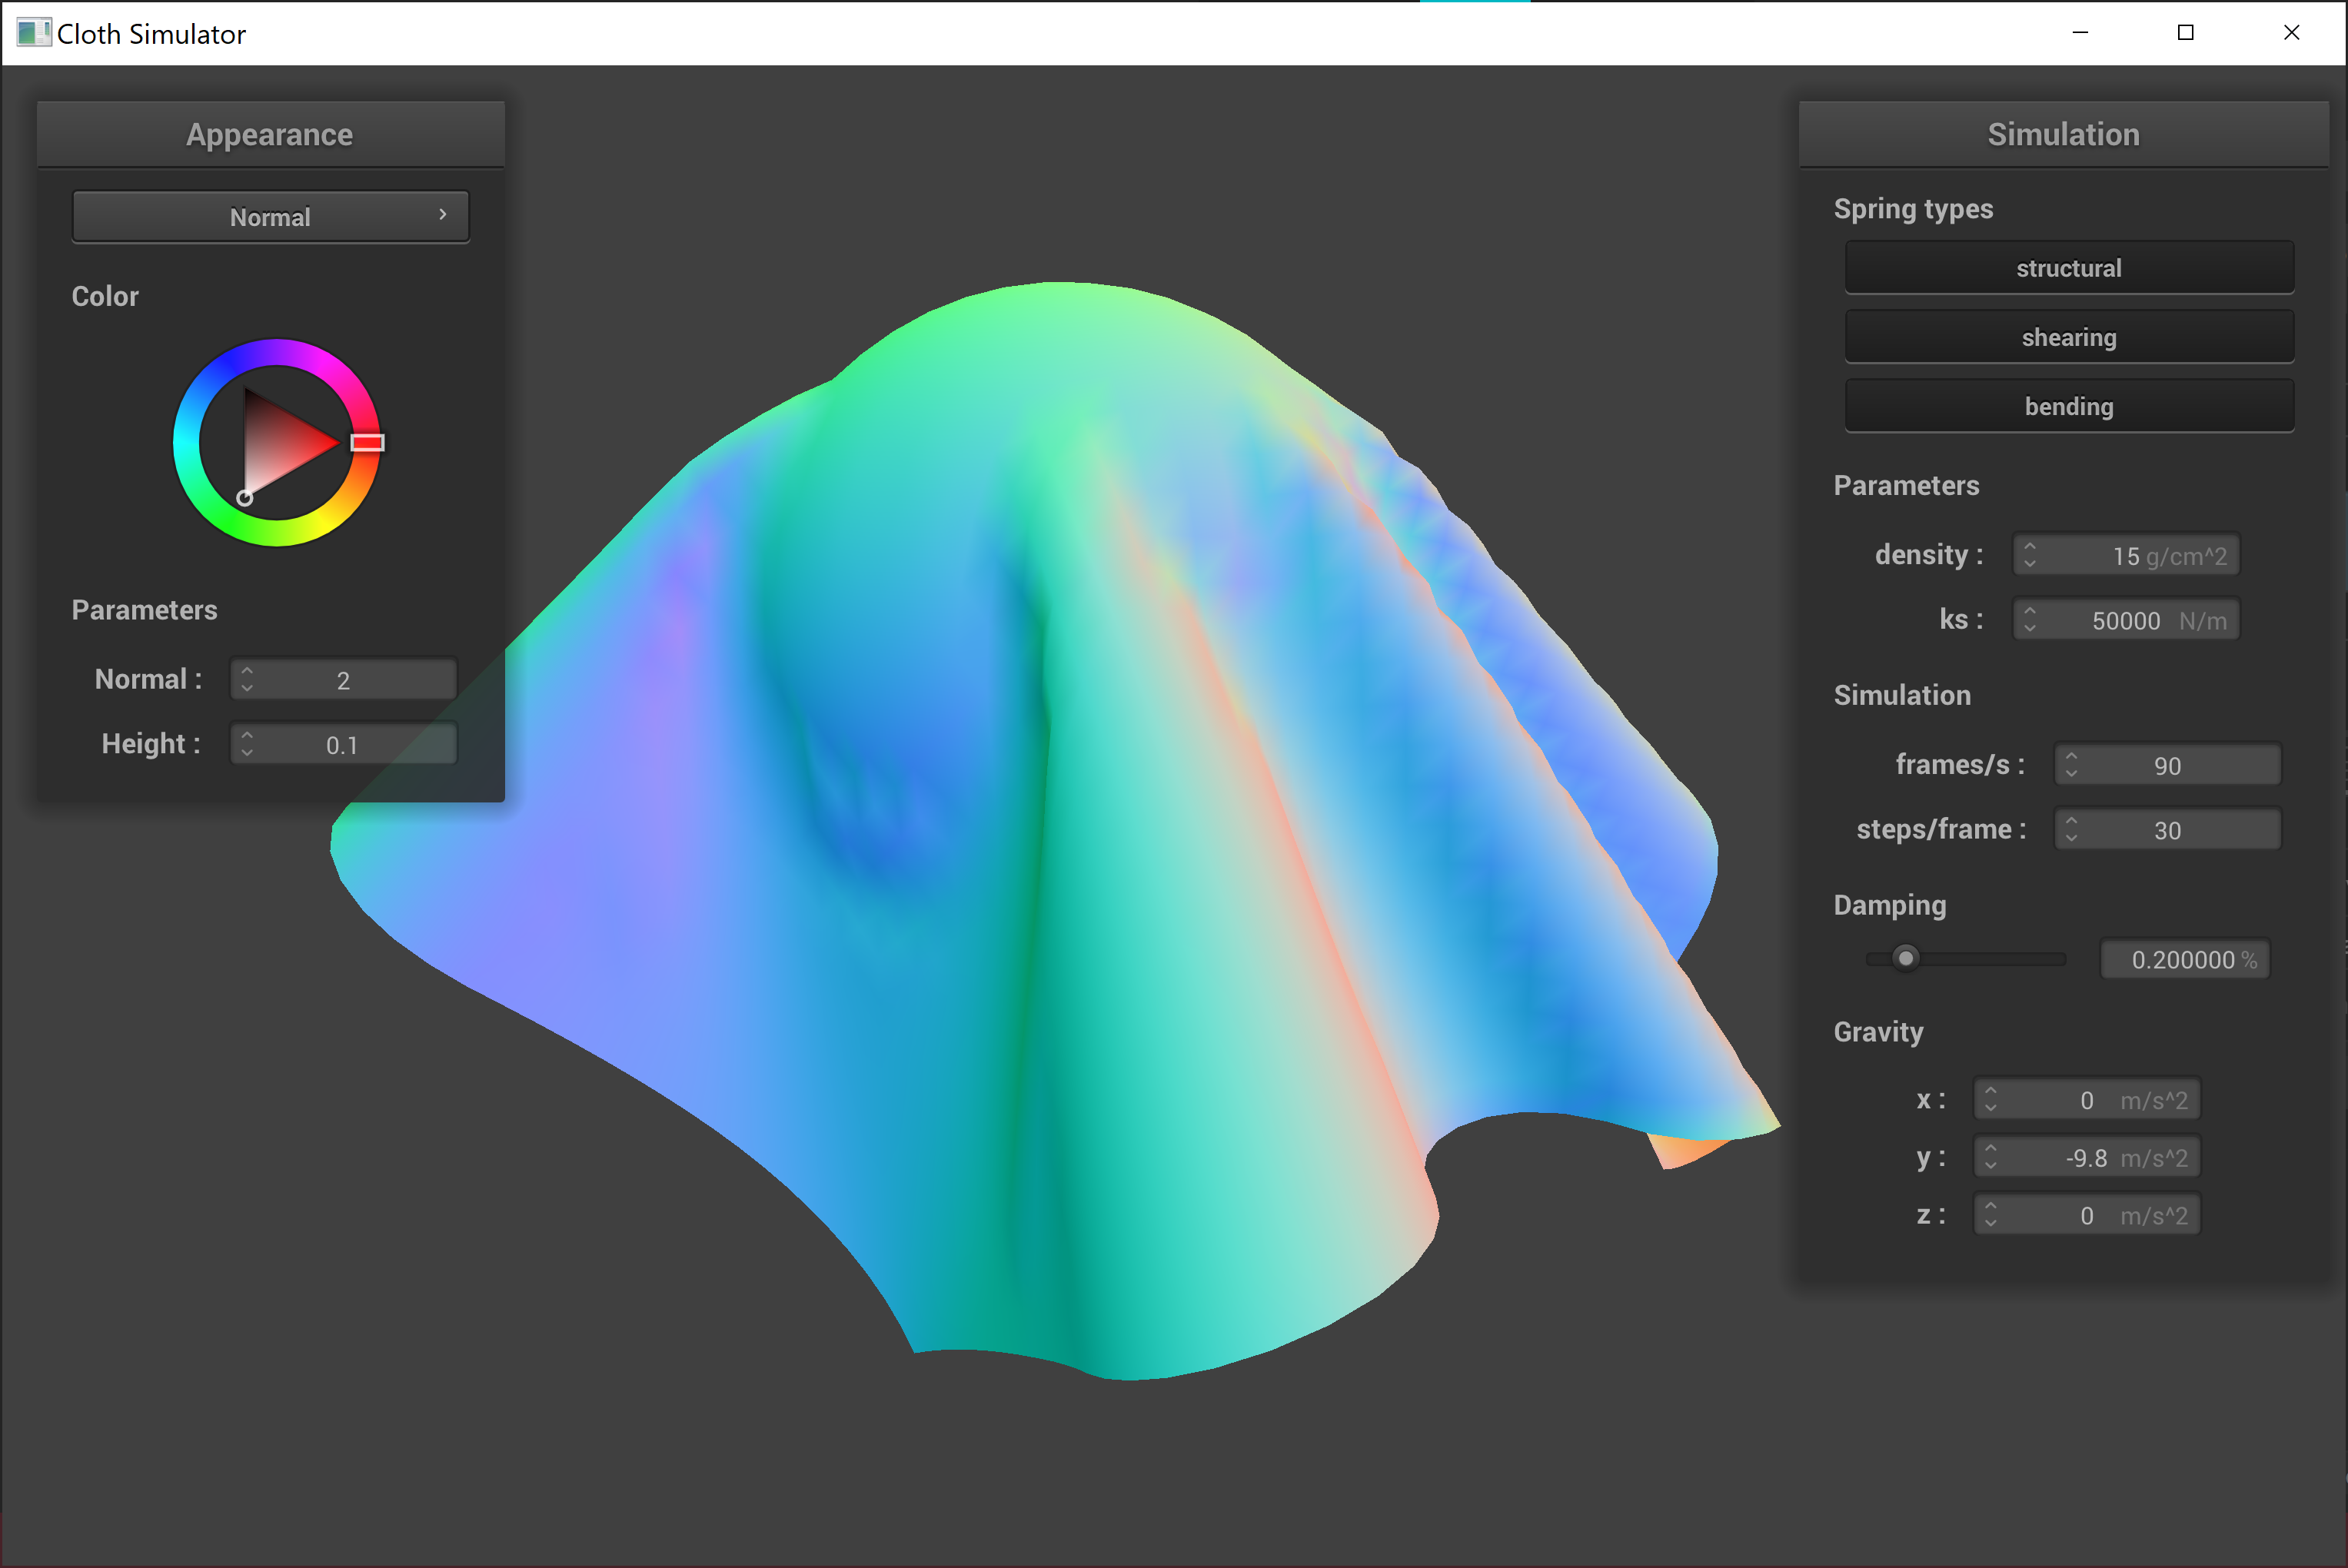 Cloth Simulator
Appearance
Normal
Color
Parameters
Normal :
2
Height :
0.1
Simulation
Spring types
structural
shearing
bending
Parameters
density :
15 g/cm^2
ks :
50000 N/m
Simulation
frames/s :
90
steps/frame :
30
Damping
0.200000 %
Gravity
x :
0 m/s^2
y :
-9.8 m/s^2
z :
0 m/s^2